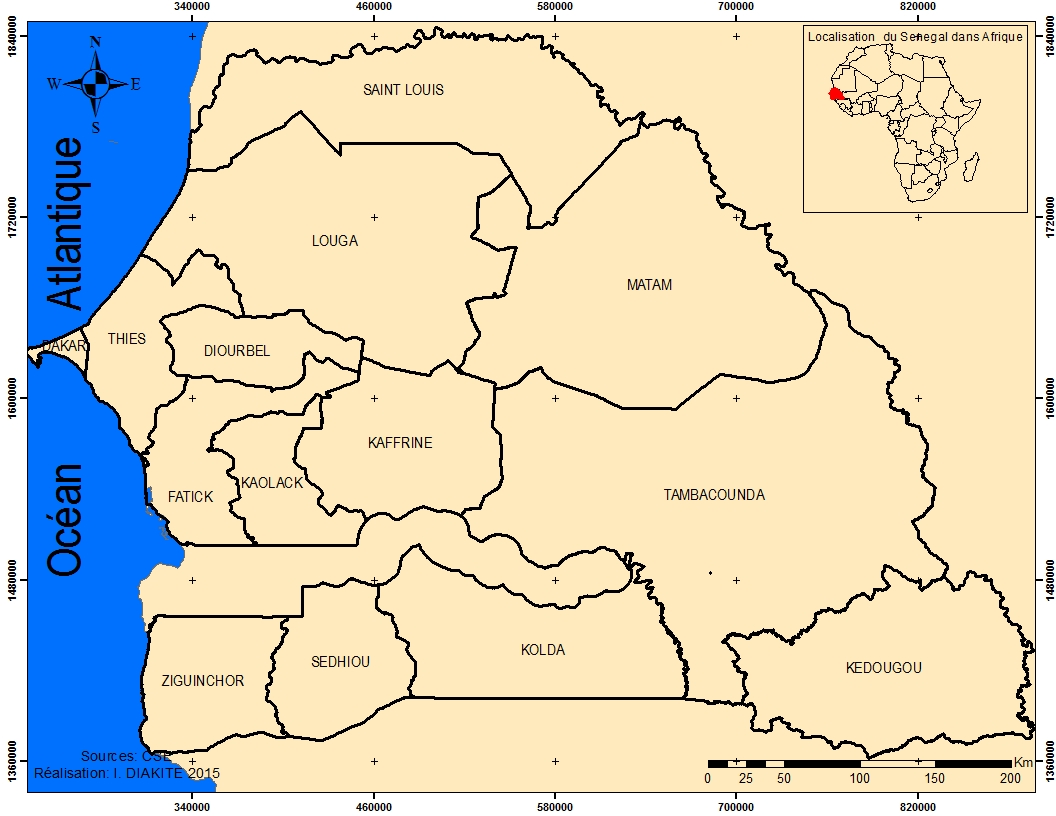 340000 460000 580000 700000 820000
1840000 1840000
Localisation du Senegal dans Afrique
N
W E
S
SAINT LOUIS
Atlantique
1720000 1720000
LOUGA
MATAM
DAKAR
THIES
DIOURBEL
1600000 1600000
KAFFRINE
KAOLACK
FATICK
TAMBACOUNDA
Océan
1480000 1480000
KOLDA
SEDHIOU
KEDOUGOU
ZIGUINCHOR
Sources: CSE
Réalisation: I. DIAKITE 2015
1360000 1360000
Km
0 25 50 100 150 200
340000 460000 580000 700000 820000